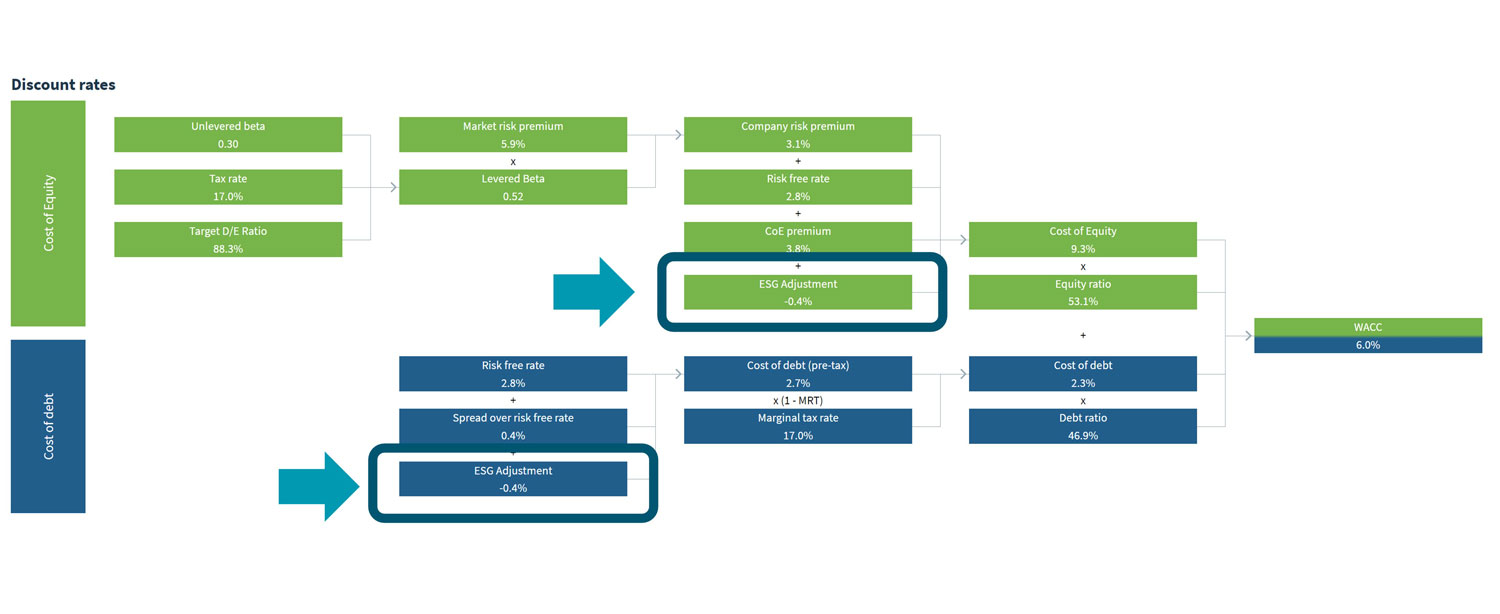 Discount rates
Cost of Equity
Unlevered beta
0.30
Tax rate
17.0%
Target D/E Ratio
88.3%
Market risk premium
5.9%
x
Levered Beta
0.52
Company risk premium
3.1%
+
Risk free rate
2.8%
+
CoE premium
3.8%
+
ESG Adjustment
-0.4%
Cost of Equity
9.3%
x
Equity ratio
53.1%
+
WACC
6.0%
Cost of debt
Risk free rate
2.8%
+
Spread over risk free rate
0.4%
+
ESG Adjustment
-0.4%
Cost of debt (pre-tax)
2.7%
x (1 - MRT)
Marginal tax rate
17.0%
Cost of debt
2.3%
x
Debt ratio
46.9%